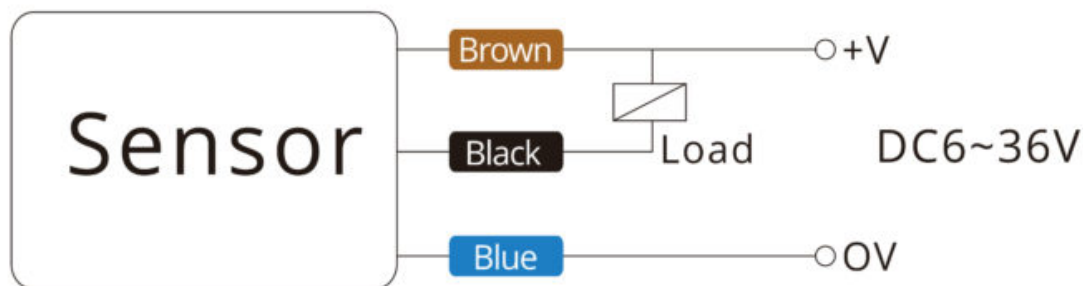 Brown
+V
Sensor
Black
Load
DC6~36V
Blue
OV